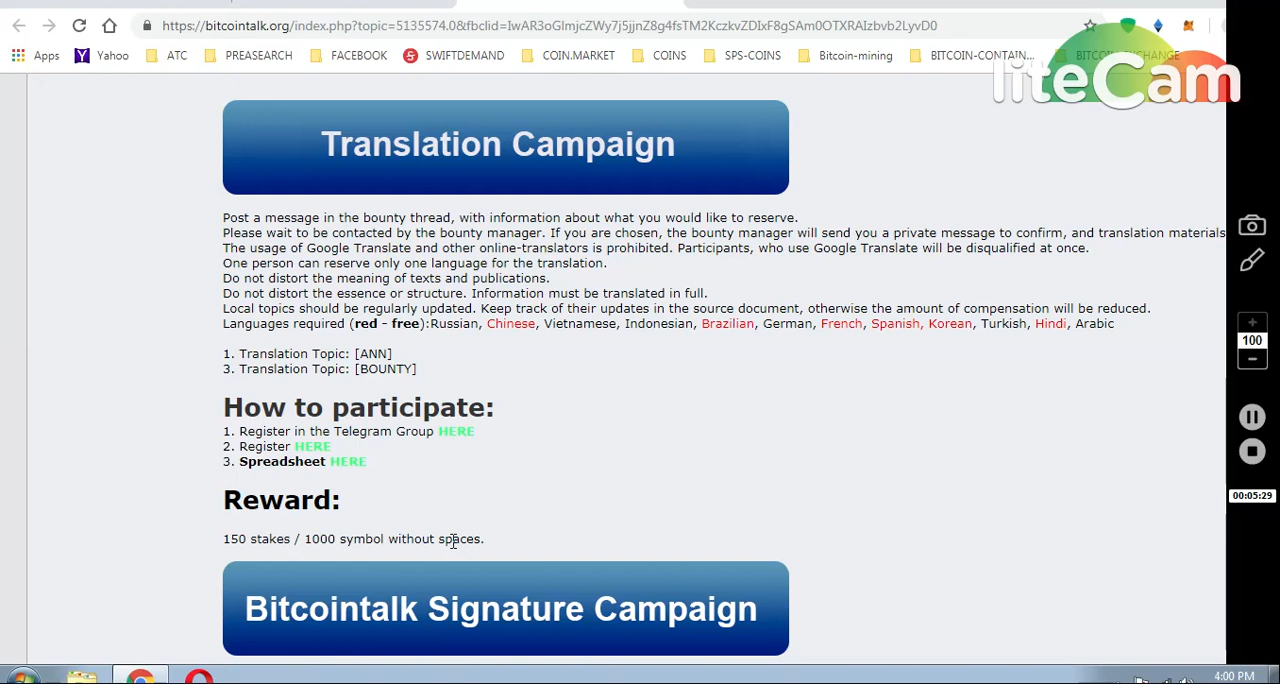 https://bitcointalk.org/index.php?topic=5135574.0&fbclid=IwAR3oGlmjcZWy7j5jjnZ8g4fsTM2KczkvZDIxF8gSAm0OTXRAIzbvb2LyvD0
Apps Yahoo ATC PREASEARCH FACEBOOK SWIFTDEMAND COIN.MARKET COINS SPS-COINS Bitcoin-mining BITCOIN-CONTAIN...
liteCam
Translation Campaign
Post a message in the bounty thread, with information about what you would like to reserve.
Please wait to be contacted by the bounty manager. If you are chosen, the bounty manager will send you a private message to confirm, and translation materials
The usage of Google Translate and other online-translators is prohibited. Participants, who use Google Translate will be disqualified at once.
One person can reserve only one language for the translation.
Do not distort the meaning of texts and publications.
Do not distort the essence or structure. Information must be translated in full.
Local topics should be regularly updated. Keep track of their updates in the source document, otherwise the amount of compensation will be reduced.
Languages required (red - free):Russian, Chinese, Vietnamese, Indonesian, Brazilian, German, French, Spanish, Korean, Turkish, Hindi, Arabic
1. Translation Topic: [ANN]
3. Translation Topic: [BOUNTY]
100
How to participate:
1. Register in the Telegram Group HERE
2. Register HERE
3. Spreadsheet HERE
00:05:29
Reward:
150 stakes / 1000 symbol without spaces.
Bitcointalk Signature Campaign
4:00 PM